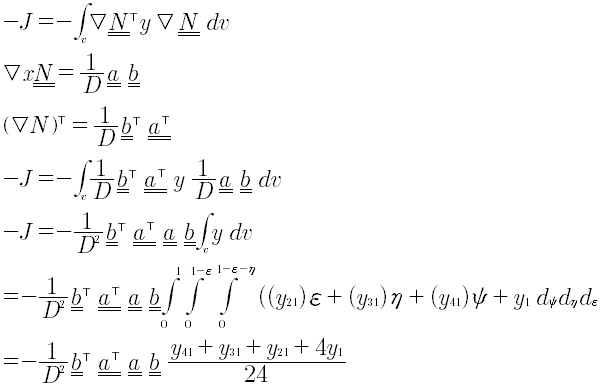 −J = −∫ᵥ ∇N̳ᵀ y ∇ N̳ dv
∇xN̳ = 1/D a̳ b̳
(∇N)ᵀ = 1/D b̳ᵀ a̳ᵀ
−J = −∫ᵥ 1/D b̳ᵀ a̳ᵀ y 1/D a̳ b̳ dv
−J = −1/D² b̳ᵀ a̳ᵀ a̳ b̳ ∫ᵥ y dv
= −1/D² b̳ᵀ a̳ᵀ a̳ b̳ ∫₀¹ ∫₀^(1−ε) ∫₀^(1−ε−η) ((y₂₁)ε + (y₃₁)η + (y₄₁)ψ + y₁ d_ψ d_η d_ε
= −1/D² b̳ᵀ a̳ᵀ a̳ b̳ (y₄₁ + y₃₁ + y₂₁ + 4y₁)/24